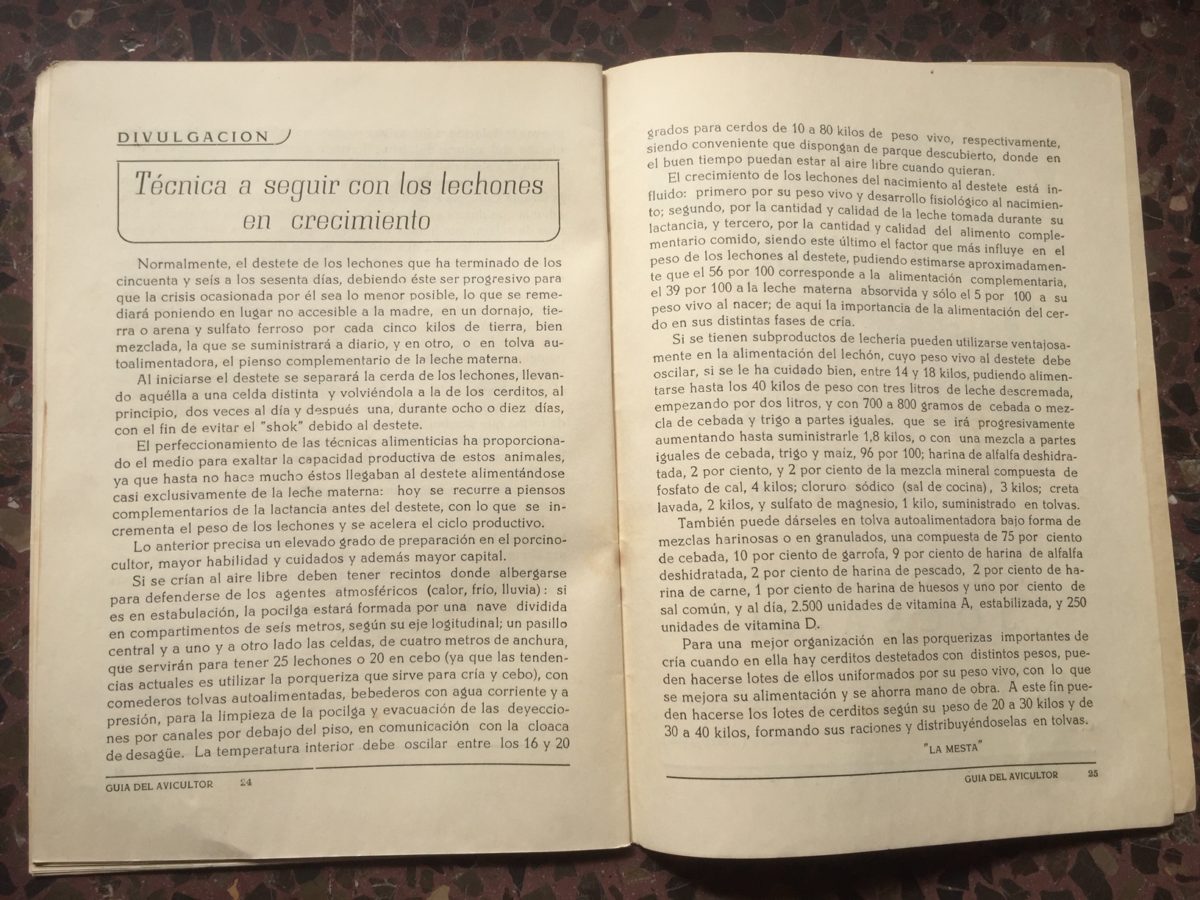 DIVULGACION
Técnica a seguir con los lechones
en crecimiento
Normalmente, el destete de los lechones que ha terminado de los
cincuenta y seís a los sesenta días, debiendo éste ser progresivo para
que la crisis ocasionada por él sea lo menor posible, lo que se reme-
diará poniendo en lugar no accesible a la madre, en un dornajo, tie-
rra o arena y sulfato ferroso por cada cinco kilos de tierra, bien
mezclada, la que se suministrará a diario, y en otro, o en tolva au-
toalimentadora, el pienso complementario de la leche materna.
Al iniciarse el destete se separará la cerda de los lechones, llevan-
do aquélla a una celda distinta y volviéndola a la de los cerditos, al
principio, dos veces al día y después una, durante ocho o diez días,
con el fin de evitar el "shok" debido al destete.
El perfeccionamiento de las técnicas alimenticias ha proporciona-
do el medio para exaltar la capacidad productiva de estos animales,
ya que hasta no hace mucho éstos llegaban al destete alimentándose
casi exclusivamente de la leche materna: hoy se recurre a piensos
complementarios de la lactancia antes del destete, con lo que se in-
crementa el peso de los lechones y se acelera el ciclo productivo.
Lo anterior precisa un elevado grado de preparación en el porcino-
cultor, mayor habilidad y cuidados y además mayor capital.
Si se crían al aire libre deben tener recintos donde albergarse
para defenderse de los agentes atmosféricos (calor, frío, lluvia): si
es en estabulación, la pocilga estará formada por una nave dividida
en compartimentos de seís metros, según su eje logitudinal; un pasillo
central y a uno y a otro lado las celdas, de cuatro metros de anchura,
que servirán para tener 25 lechones o 20 en cebo (ya que las tenden-
cias actuales es utilizar la porqueriza que sirve para cría y cebo), con
comederos tolvas autoalimentadas, bebederos con agua corriente y a
presión, para la limpieza de la pocilga y evacuación de las deyeccio-
nes por canales por debajo del piso, en comunicación con la cloaca
de desagüe. La temperatura interior debe oscilar entre los 16 y 20
GUIA DEL AVICULTOR 24
grados para cerdos de 10 a 80 kilos de peso vivo, respectivamente,
siendo conveniente que dispongan de parque descubierto, donde en
el buen tiempo puedan estar al aire libre cuando quieran.
El crecimiento de los lechones del nacimiento al destete está in-
fluido: primero por su peso vivo y desarrollo fisiológico al nacimien-
to; segundo, por la cantidad y calidad de la leche tomada durante su
lactancia, y tercero, por la cantidad y calidad del alimento comple-
mentario comido, siendo este último el factor que más influye en el
peso de los lechones al destete, pudiendo estimarse aproximadamen-
te que el 56 por 100 corresponde a la alimentación complementaria,
el 39 por 100 a la leche materna absorvida y sólo el 5 por 100 a su
peso vivo al nacer; de aquí la importancia de la alimentación del cer-
do en sus distintas fases de cría.
Si se tienen subproductos de lechería pueden utilizarse ventajosa-
mente en la alimentación del lechón, cuyo peso vivo al destete debe
oscilar, si se le ha cuidado bien, entre 14 y 18 kilos, pudiendo alimen-
tarse hasta los 40 kilos de peso con tres litros de leche descremada,
empezando por dos litros, y con 700 a 800 gramos de cebada o mez-
cla de cebada y trigo a partes iguales, que se irá progresivamente
aumentando hasta suministrarle 1,8 kilos, o con una mezcla a partes
iguales de cebada, trigo y maíz, 96 por 100; harina de alfalfa deshidra-
tada, 2 por ciento, y 2 por ciento de la mezcla mineral compuesta de
fosfato de cal, 4 kilos; cloruro sódico (sal de cocina), 3 kilos; creta
lavada, 2 kilos, y sulfato de magnesio, 1 kilo, suministrado en tolvas.
También puede dárseles en tolva autoalimentadora bajo forma de
mezclas harinosas o en granulados, una compuesta de 75 por ciento
de cebada, 10 por ciento de garrofa, 9 por ciento de harina de alfalfa
deshidratada, 2 por ciento de harina de pescado, 2 por ciento de ha-
rina de carne, 1 por ciento de harina de huesos y uno por ciento de
sal común, y al día, 2.500 unidades de vitamina A, estabilizada, y 250
unidades de vitamina D.
Para una mejor organización en las porquerizas importantes de
cría cuando en ella hay cerditos destetados con distintos pesos, pue-
den hacerse lotes de ellos uniformados por su peso vivo, con lo que
se mejora su alimentación y se ahorra mano de obra. A este fin pue-
den hacerse los lotes de cerditos según su peso de 20 a 30 kilos y de
30 a 40 kilos, formando sus raciones y distribuyéndoselas en tolvas.
"LA MESTA"
GUIA DEL AVICULTOR 25